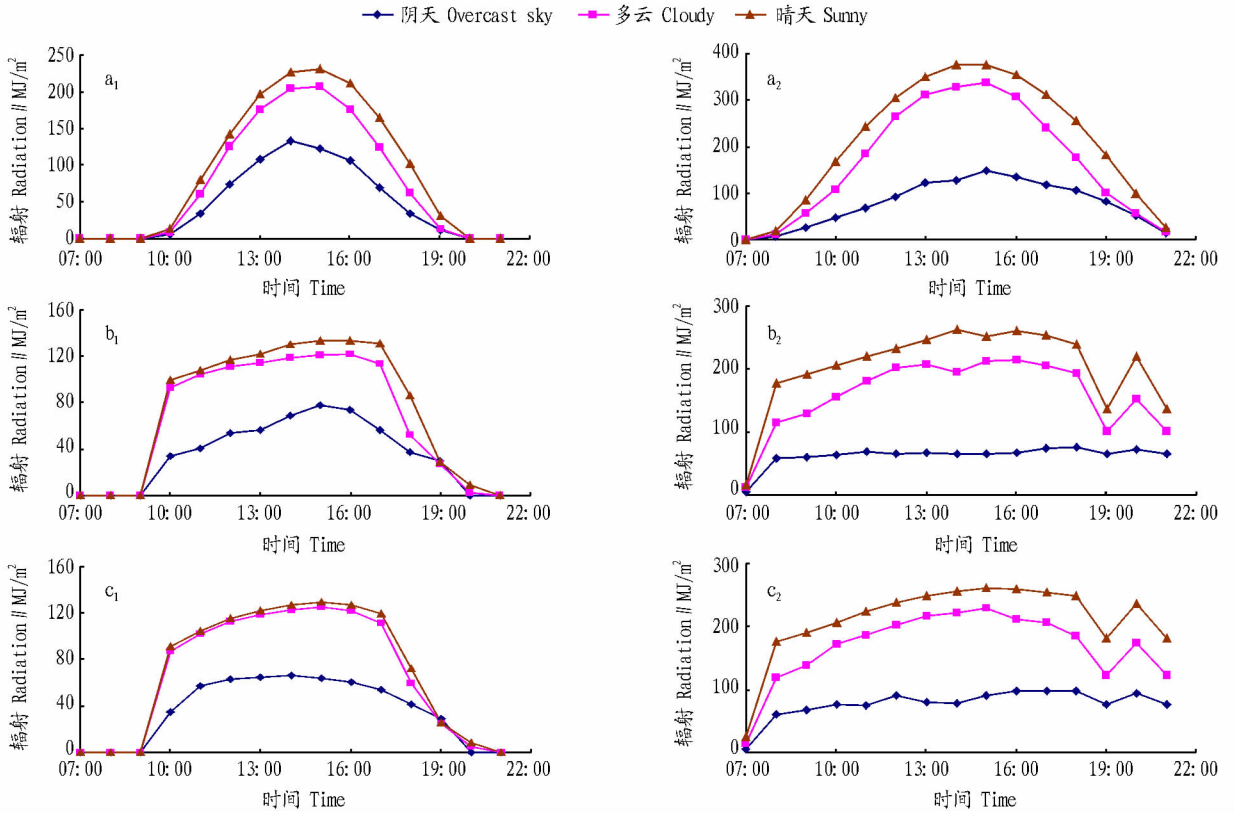 阴天 Overcast sky 多云 Cloudy 晴天 Sunny
辐射 Radiation // MJ/m²
250
200
150
100
50
0
a₁
07:00 10:00 13:00 16:00 19:00 22:00
时间 Time
辐射 Radiation // MJ/m²
400
300
200
100
0
a₂
07:00 10:00 13:00 16:00 19:00 22:00
时间 Time
辐射 Radiation // MJ/m²
160
120
80
40
0
b₁
07:00 10:00 13:00 16:00 19:00 22:00
时间 Time
辐射 Radiation // MJ/m²
300
200
100
0
b₂
07:00 10:00 13:00 16:00 19:00 22:00
时间 Time
辐射 Radiation // MJ/m²
160
120
80
40
0
c₁
07:00 10:00 13:00 16:00 19:00 22:00
时间 Time
辐射 Radiation // MJ/m²
300
200
100
0
c₂
07:00 10:00 13:00 16:00 19:00 22:00
时间 Time